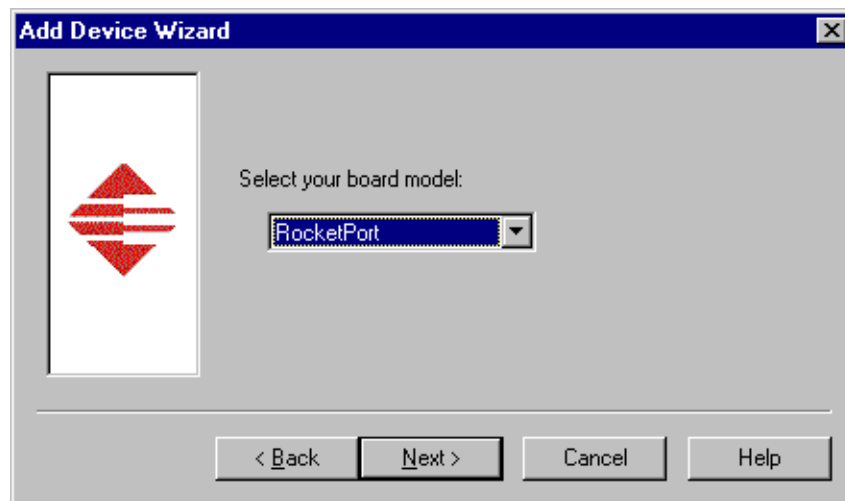 Add Device Wizard
Select your board model:
RocketPort
< Back Next > Cancel Help